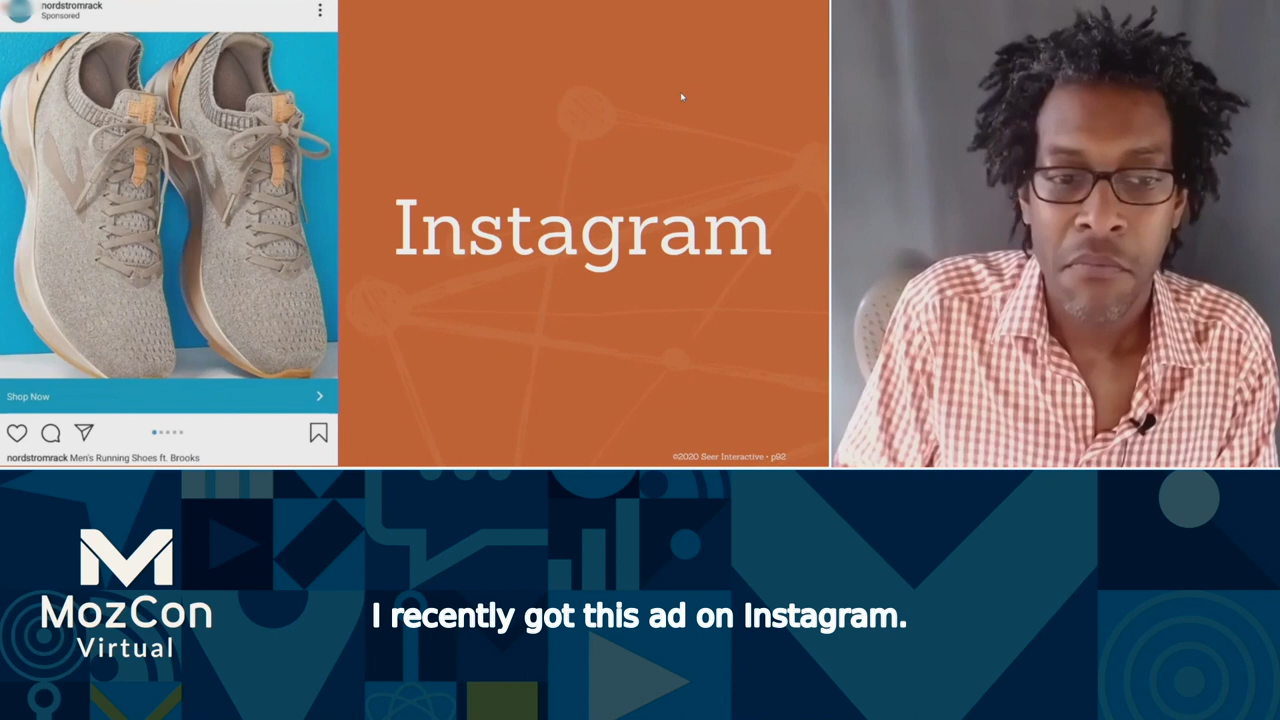 nordstromrack
Sponsored
Instagram
Shop Now
nordstromrack Men's Running Shoes ft. Brooks
©2020 Seer Interactive • p92
MozCon
Virtual
I recently got this ad on Instagram.